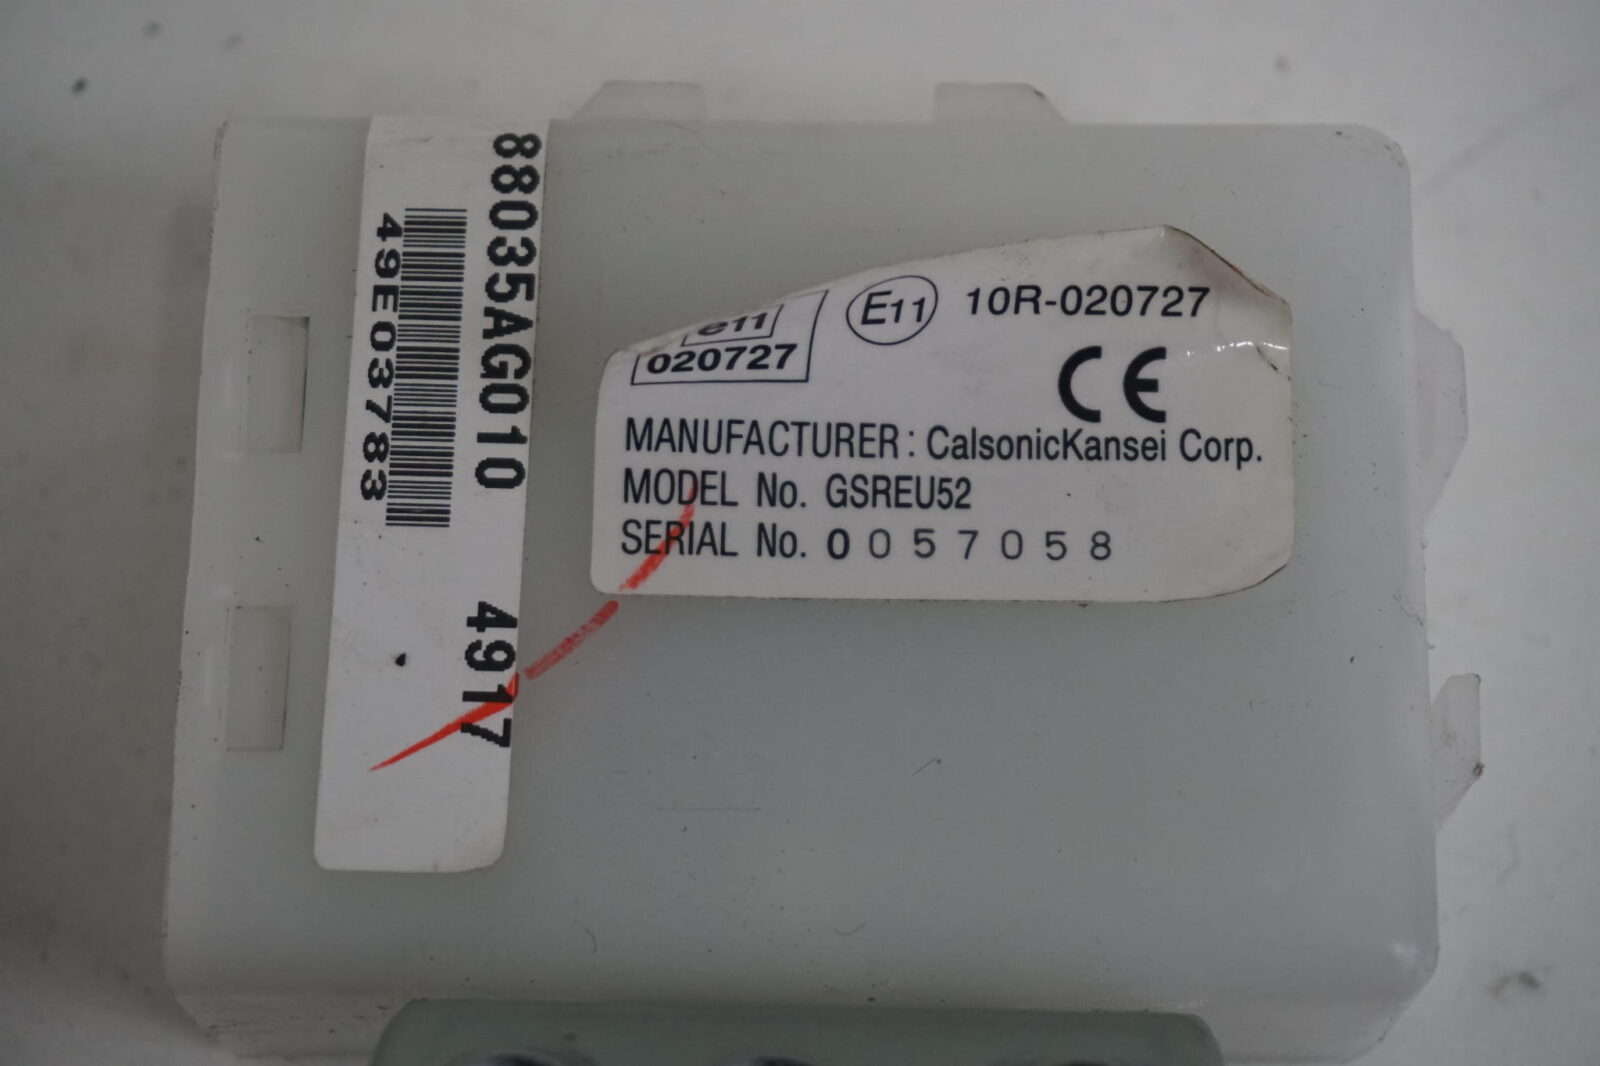 88035AG010 4917
49E03783
e11
020727
E11 10R-020727
CE
MANUFACTURER: CalsonicKansei Corp.
MODEL No. GSREU52
SERIAL No. 0057058